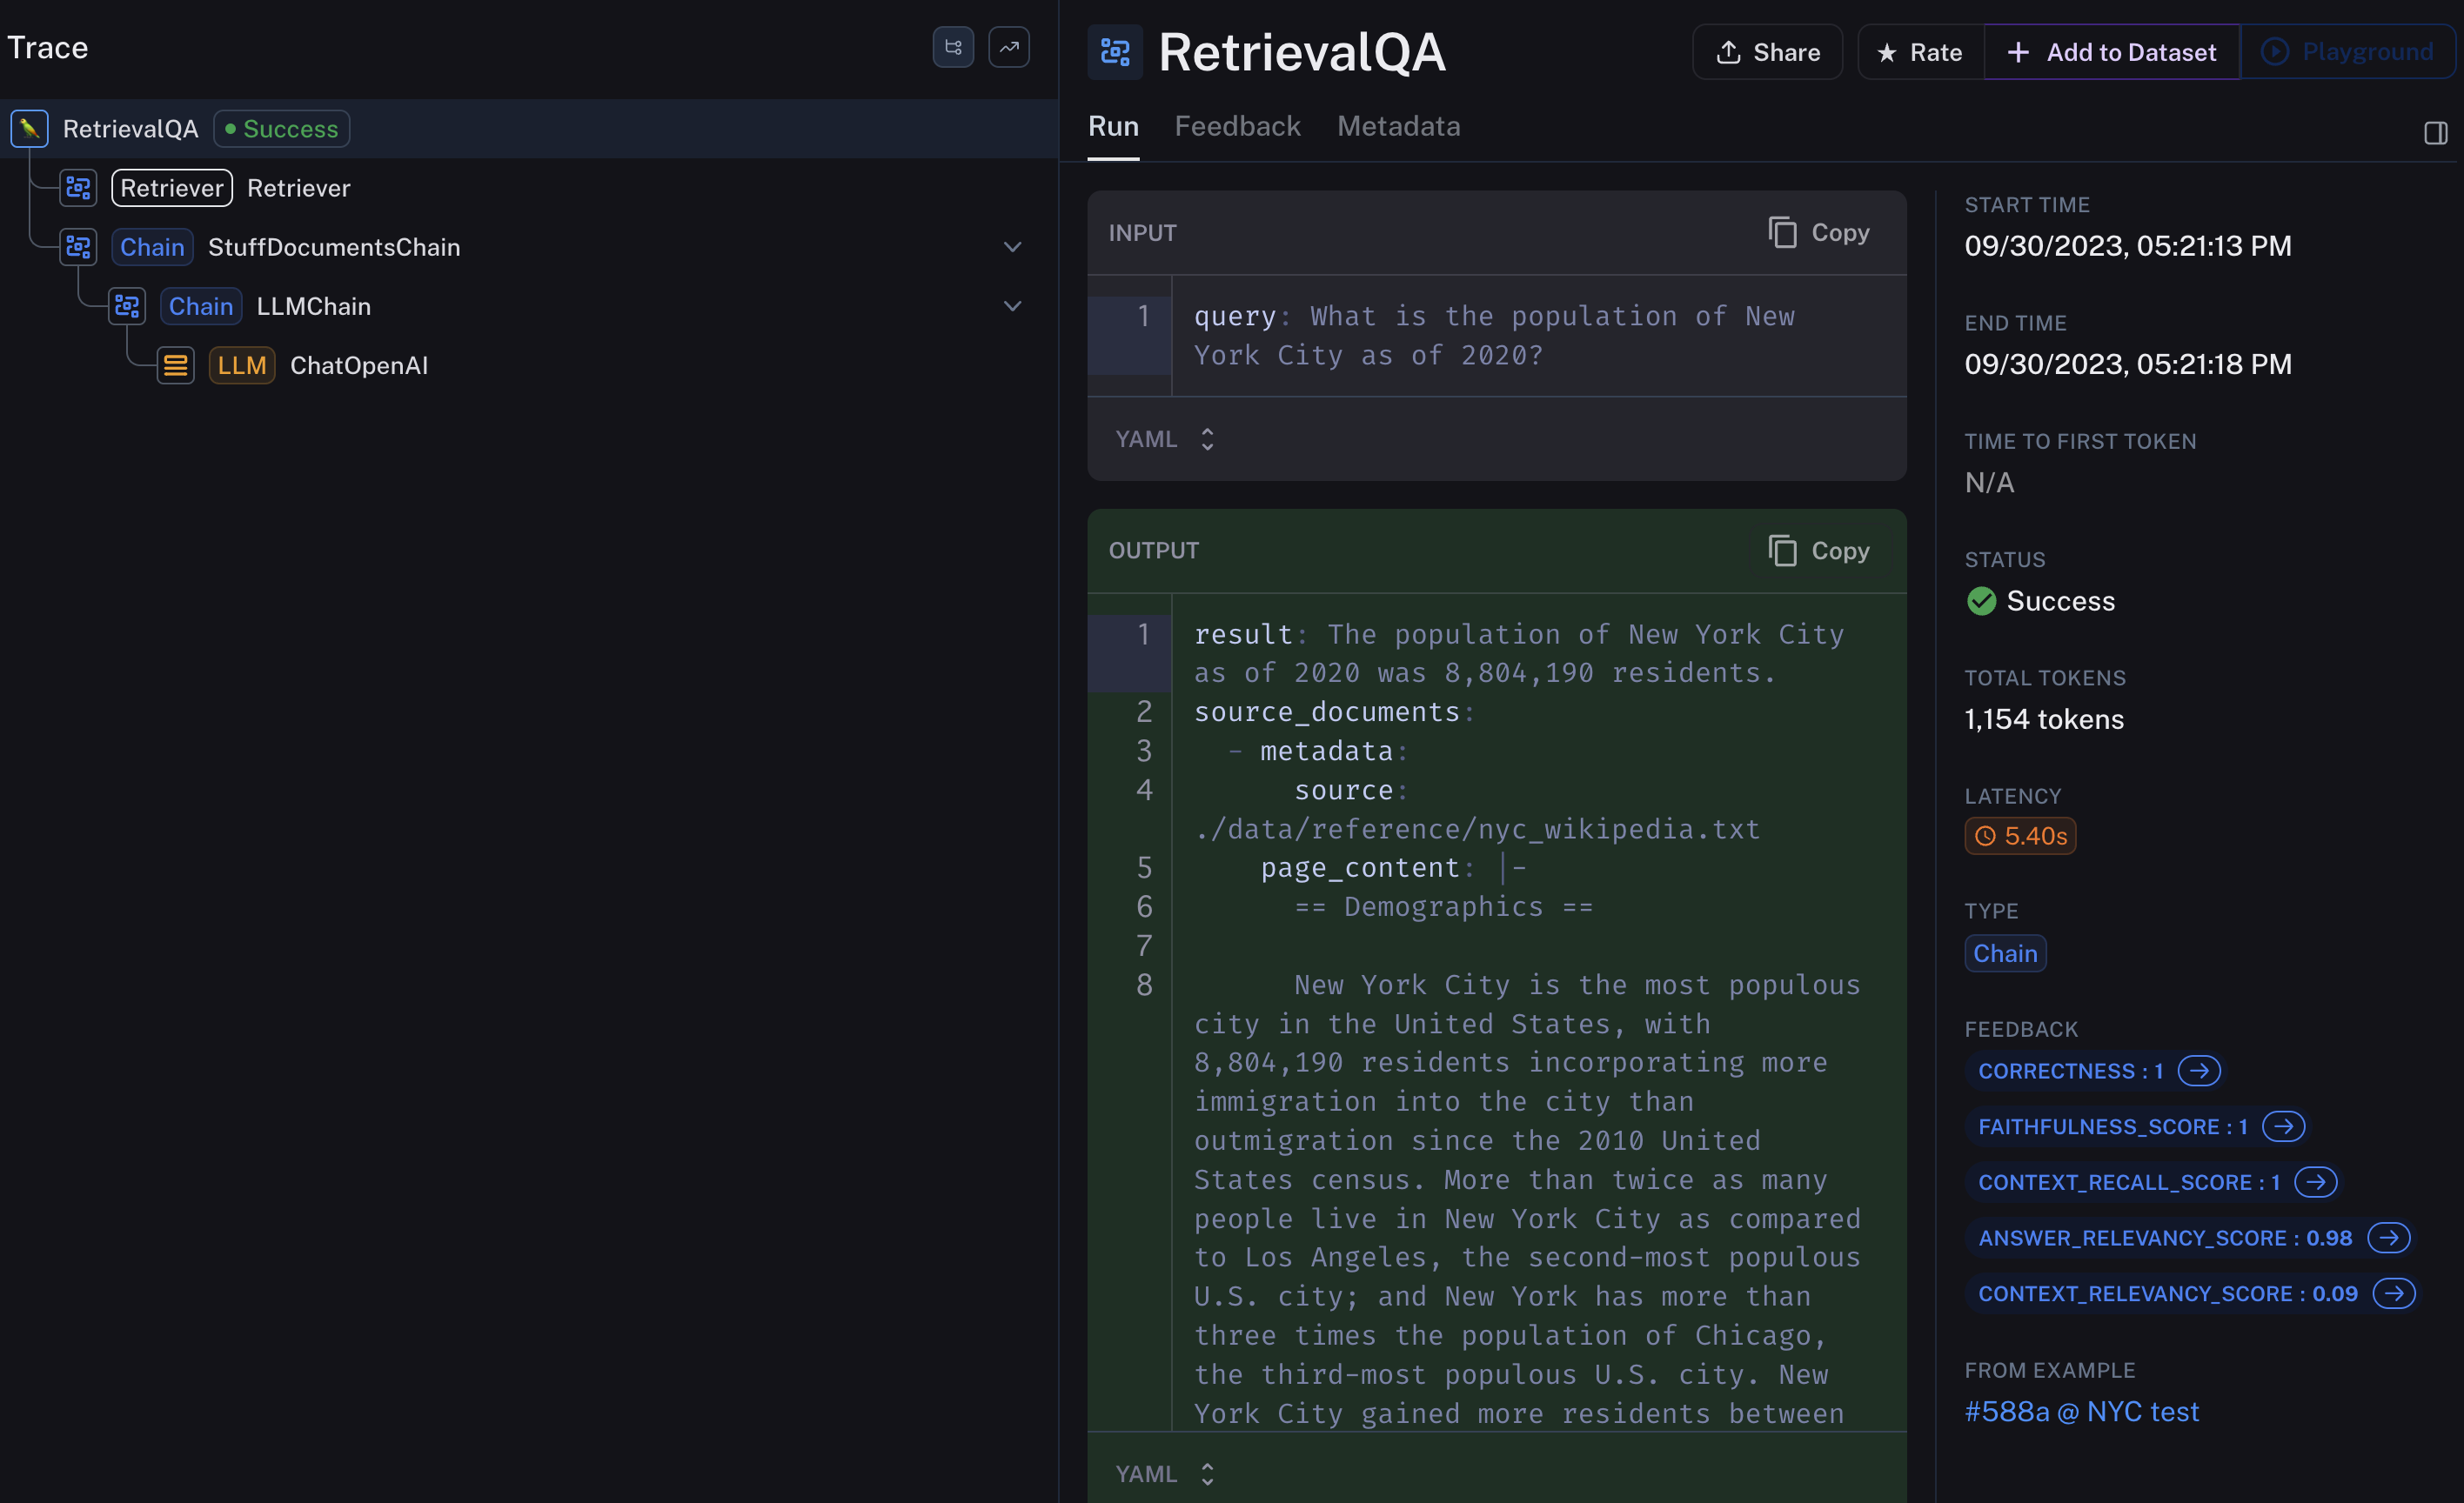 Trace
RetrievalQA Success
Retriever Retriever
Chain StuffDocumentsChain
Chain LLMChain
LLM ChatOpenAI
RetrievalQA
Share
Rate
Add to Dataset
Playground
Run Feedback Metadata
INPUT
Copy
1 query: What is the population of New
York City as of 2020?
YAML
OUTPUT
Copy
1 result: The population of New York City
as of 2020 was 8,804,190 residents.
2 source_documents:
3 - metadata:
4 source:
./data/reference/nyc_wikipedia.txt
5 page_content: |-
6 == Demographics ==
7
8 New York City is the most populous
city in the United States, with
8,804,190 residents incorporating more
immigration into the city than
outmigration since the 2010 United
States census. More than twice as many
people live in New York City as compared
to Los Angeles, the second-most populous
U.S. city; and New York has more than
three times the population of Chicago,
the third-most populous U.S. city. New
York City gained more residents between
YAML
START TIME
09/30/2023, 05:21:13 PM
END TIME
09/30/2023, 05:21:18 PM
TIME TO FIRST TOKEN
N/A
STATUS
Success
TOTAL TOKENS
1,154 tokens
LATENCY
5.40s
TYPE
Chain
FEEDBACK
CORRECTNESS : 1
FAITHFULNESS_SCORE : 1
CONTEXT_RECALL_SCORE : 1
ANSWER_RELEVANCY_SCORE : 0.98
CONTEXT_RELEVANCY_SCORE : 0.09
FROM EXAMPLE
#588a @ NYC test